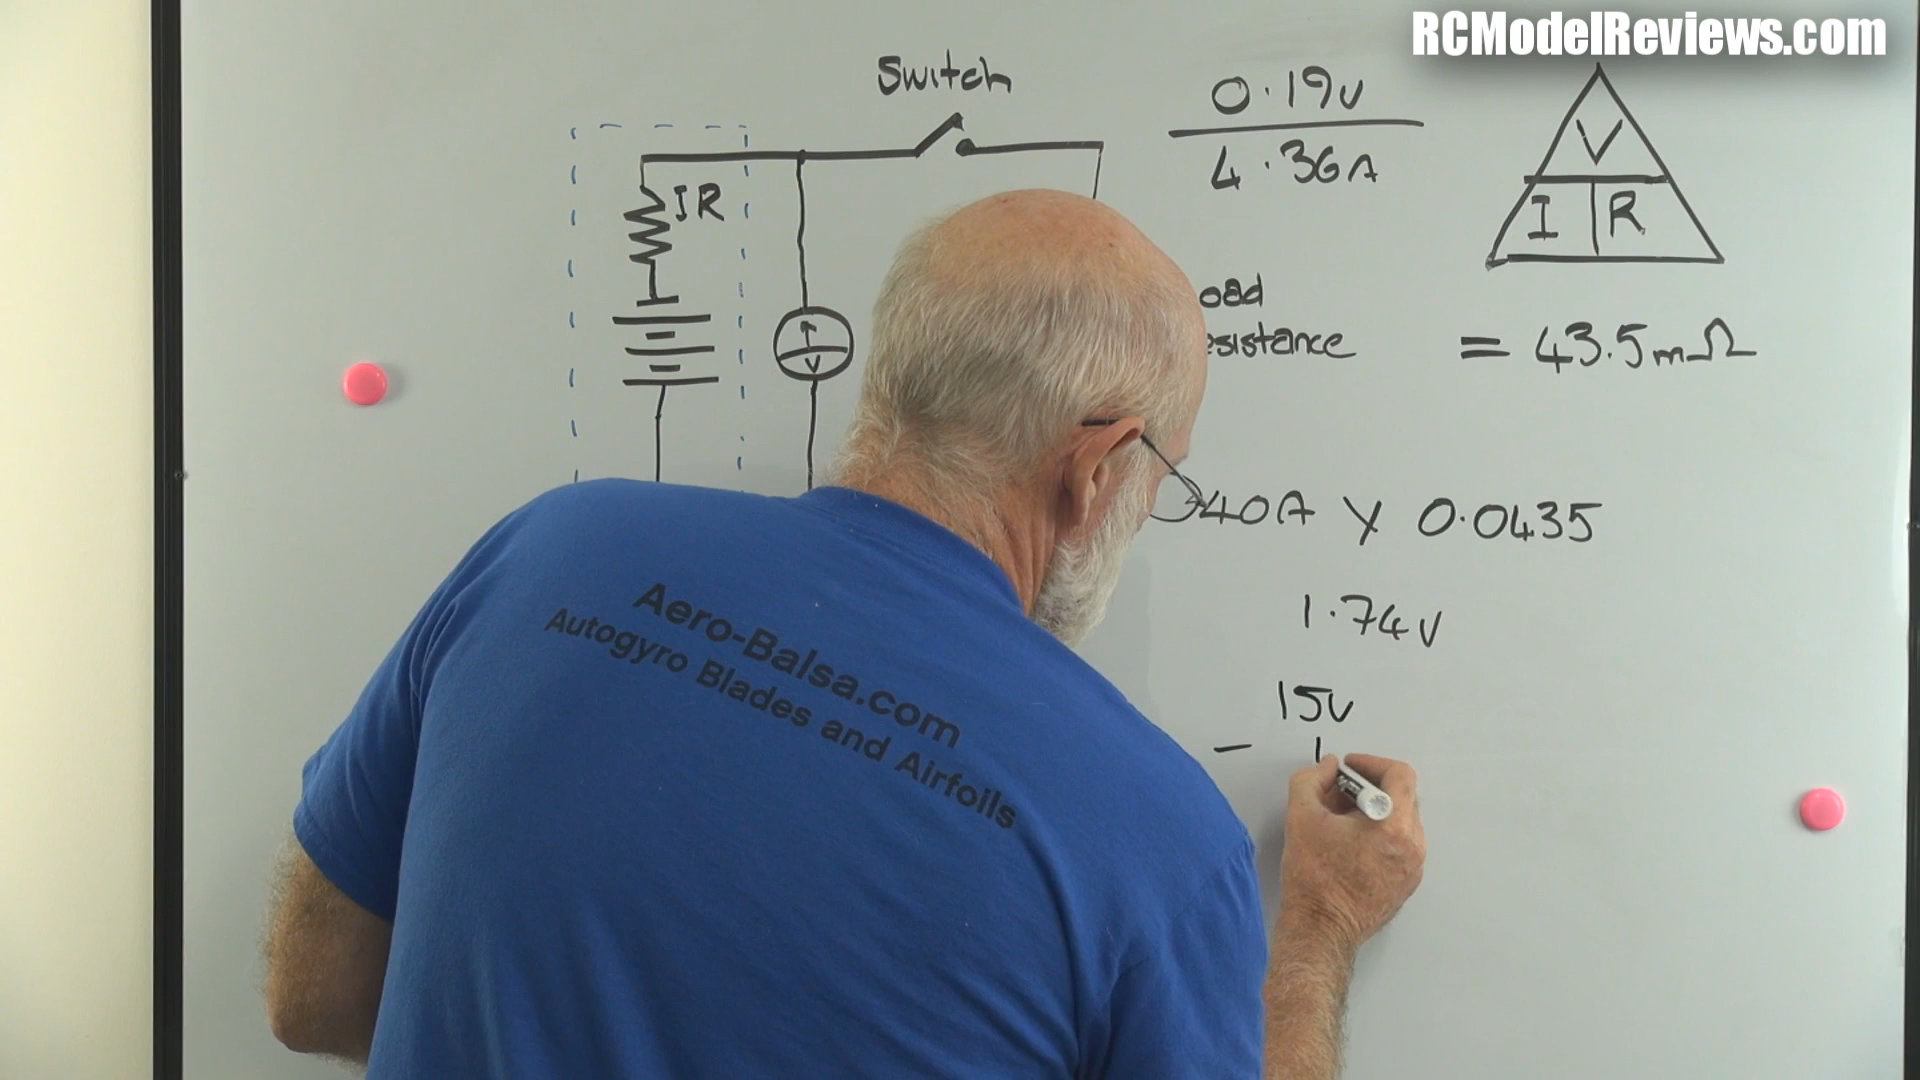 RCModelReviews.com
Switch
0.19V
4.36A
IR
V
I R
oad
esistance
= 43.5mΩ
V
40A X 0.0435
1.74V
15V
- 1
Aero-Balsa.com
Autogyro Blades and Airfoils